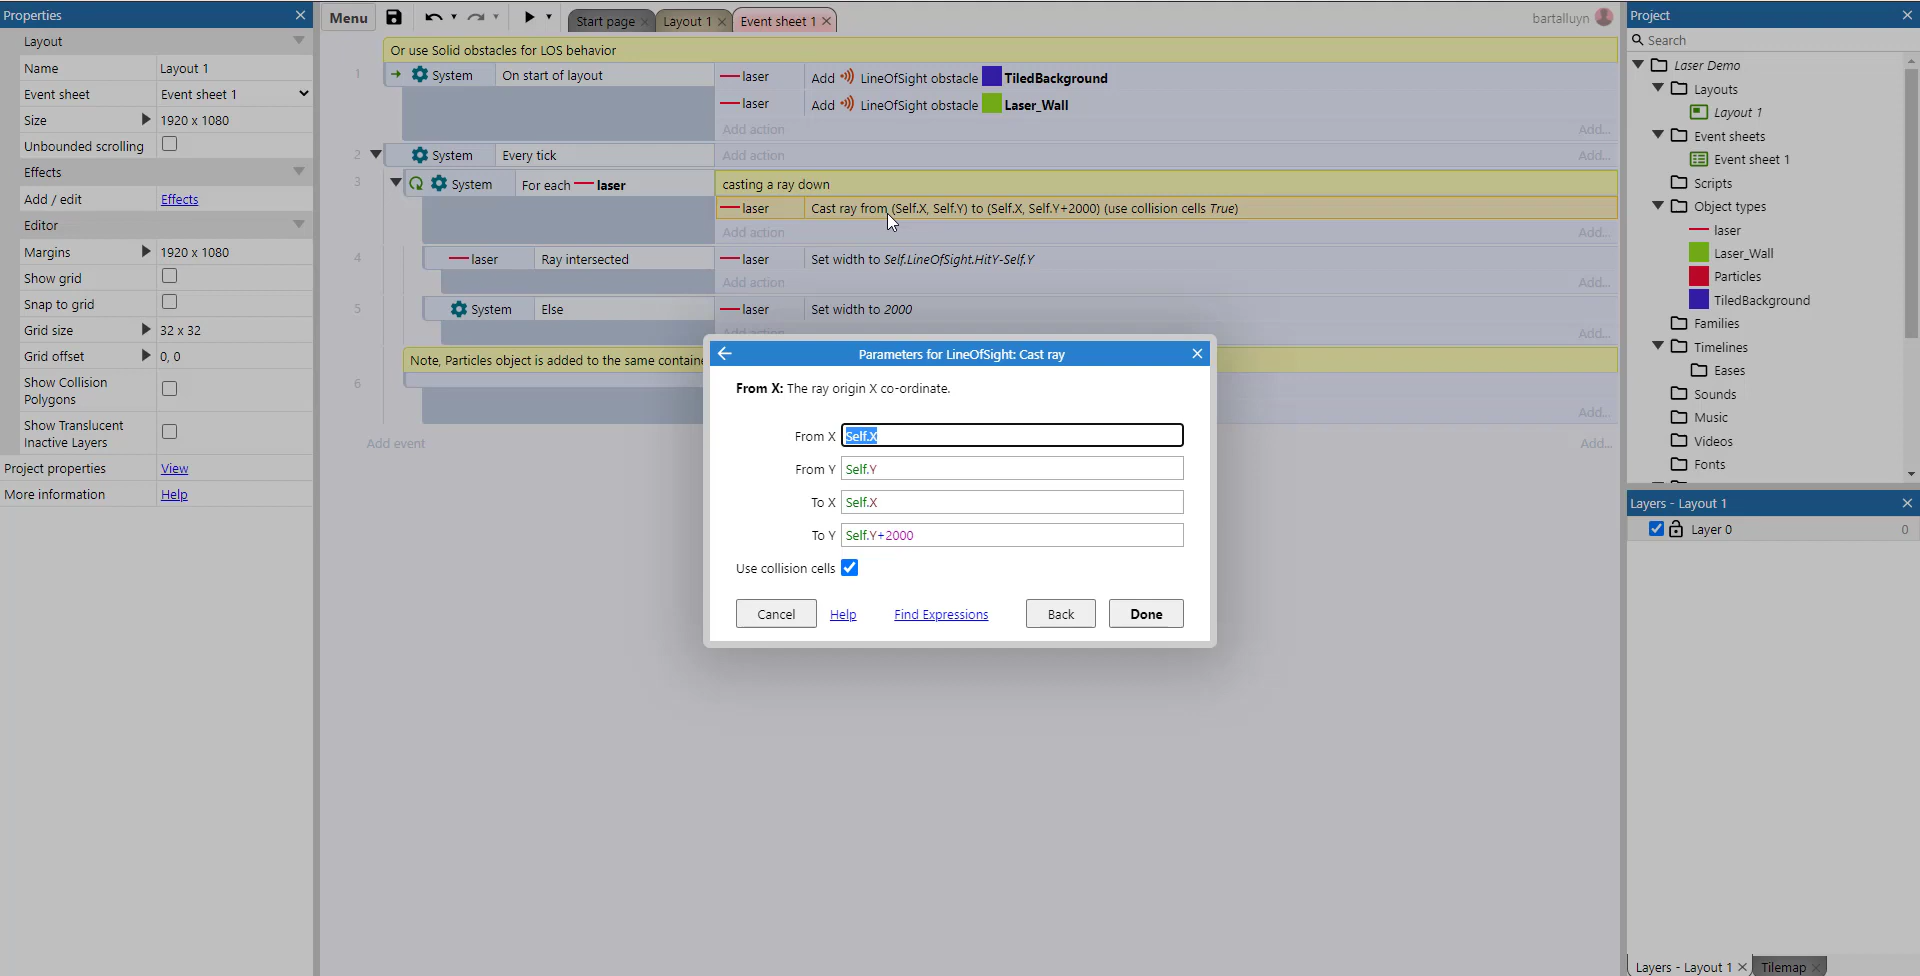 Properties
Layout
Name Layout 1
Event sheet Event sheet 1
Size 1920 x 1080
Unbounded scrolling
Effects
Add / edit Effects
Editor
Margins 1920 x 1080
Show grid
Snap to grid
Grid size 32 x 32
Grid offset 0, 0
Show Collision
Polygons
Show Translucent
Inactive Layers
Project properties View
More information Help
Menu Start page Layout 1 Event sheet 1 bartalluyn
Or use Solid obstacles for LOS behavior
1 System On start of layout laser Add LineOfSight obstacle TiledBackground
laser Add LineOfSight obstacle Laser_Wall
Add action Add...
2 System Every tick Add action Add...
3 System For each laser casting a ray down
laser Cast ray from (Self.X, Self.Y) to (Self.X, Self.Y+2000) (use collision cells True)
Add action Add...
4 laser Ray intersected laser Set width to Self.LineOfSight.HitY-Self.Y
Add action Add...
5 System Else laser Set width to 2000
Add action Add...
Note, Particles object is added to the same containe
6
Add...
Add event Add...
Parameters for LineOfSight: Cast ray
From X: The ray origin X co-ordinate.
From X Self.X
From Y Self.Y
To X Self.X
To Y Self.Y+2000
Use collision cells
Cancel Help Find Expressions Back Done
Project
Search
Laser Demo
Layouts
Layout 1
Event sheets
Event sheet 1
Scripts
Object types
laser
Laser_Wall
Particles
TiledBackground
Families
Timelines
Eases
Sounds
Music
Videos
Fonts
Layers - Layout 1
Layer 0 0
Layers - Layout 1 Tilemap